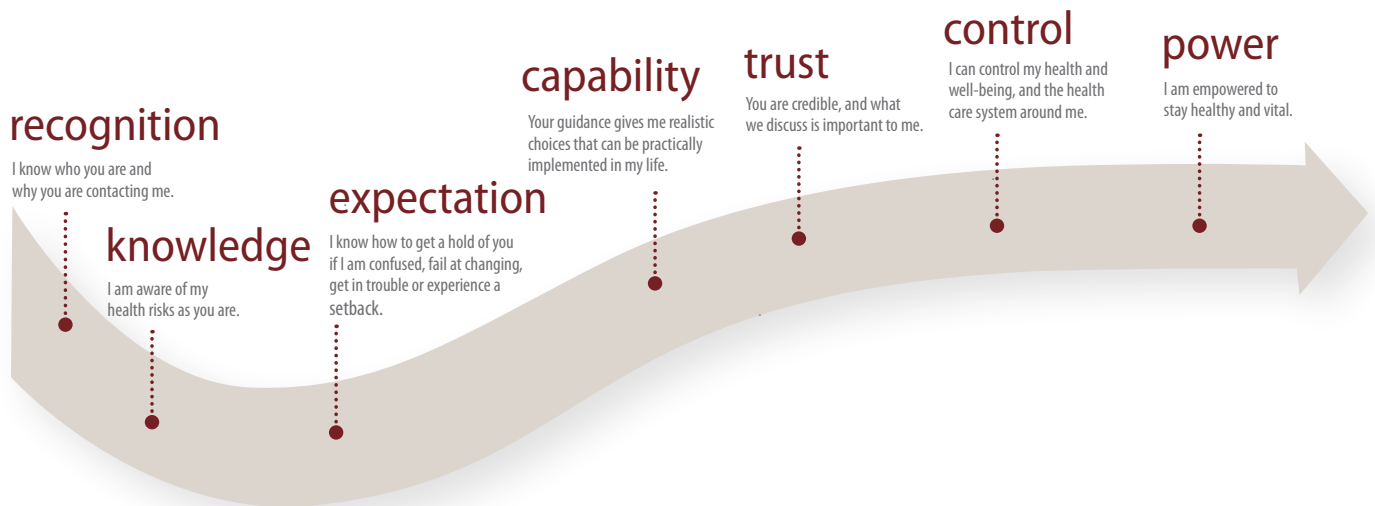 recognition
I know who you are and
why you are contacting me.
knowledge
I am aware of my
health risks as you are.
expectation
I know how to get a hold of you
if I am confused, fail at changing,
get in trouble or experience a
setback.
capability
Your guidance gives me realistic
choices that can be practically
implemented in my life.
trust
You are credible, and what
we discuss is important to me.
control
I can control my health and
well-being, and the health
care system around me.
power
I am empowered to
stay healthy and vital.